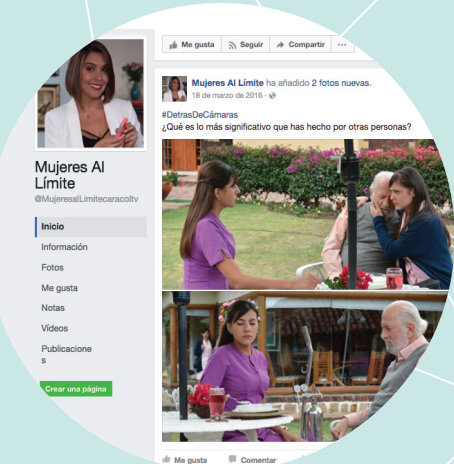 Me gusta Seguir Compartir ···
Mujeres Al Límite ha añadido 2 fotos nuevas.
18 de marzo de 2016 ·
#DetrasDeCámaras
¿Qué es lo más significativo que has hecho por otras personas?
Mujeres Al
Límite
@MujeresalLimitecaracoltv
Inicio
Información
Fotos
Me gusta
Notas
Vídeos
Publicacione
s
Crear una página
Me gusta Comentar